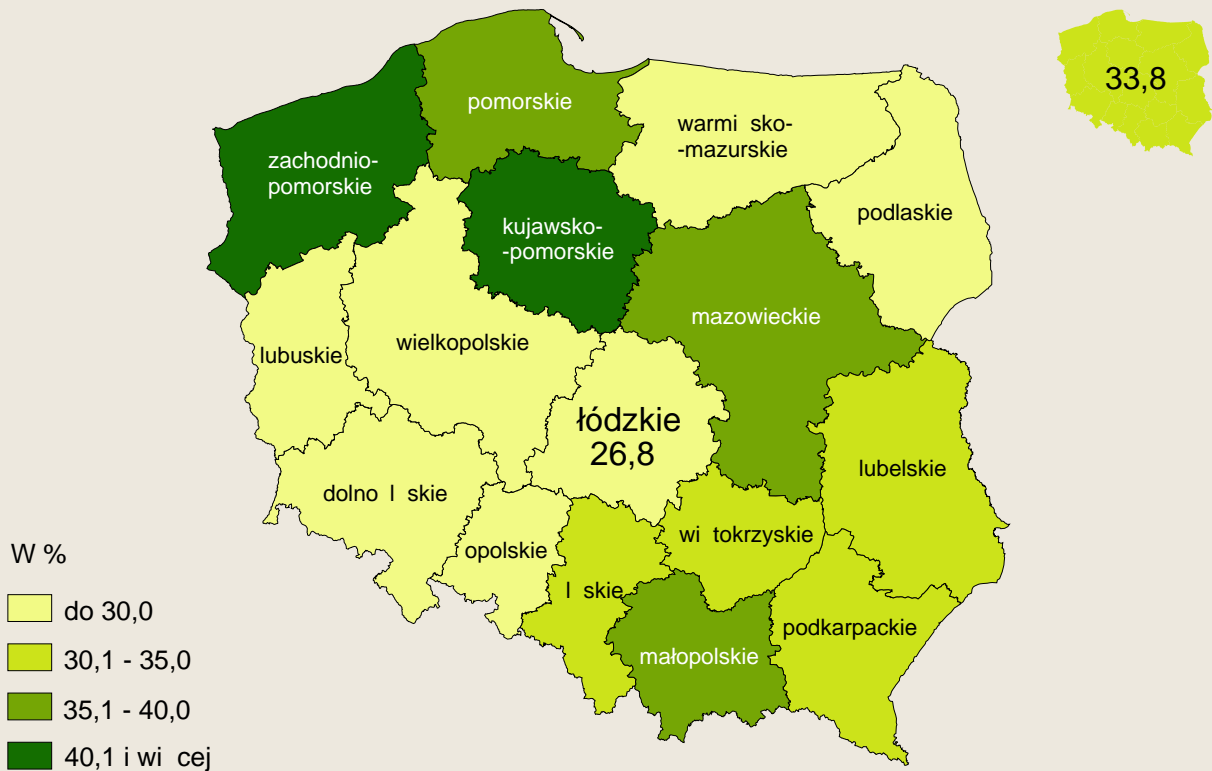 33,8
pomorskie
warmi sko-
-mazurskie
zachodnio-
pomorskie
podlaskie
kujawsko-
-pomorskie
mazowieckie
wielkopolskie
lubuskie
łódzkie
26,8
lubelskie
dolno l skie
wi tokrzyskie
opolskie
l skie
podkarpackie
małopolskie
W %
do 30,0
30,1 - 35,0
35,1 - 40,0
40,1 i wi cej